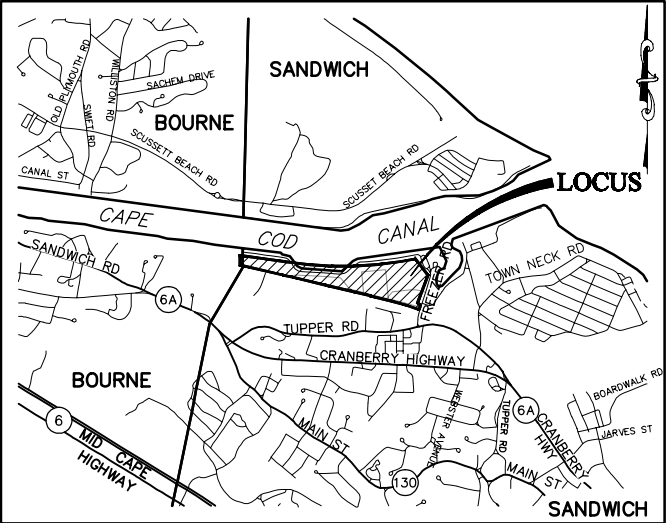 SANDWICH
OLD PLYMOUTH RD
WILLISTON RD
SACHEM DRIVE
SWIFT RD
BOURNE
SCUSSETT BEACH RD
SCUSSET BEACH RD
CANAL ST
LOCUS
CAPE COD CANAL
SANDWICH RD
6A
FREEZER RD
TOWN NECK RD
TUPPER RD
CRANBERRY HIGHWAY
BOURNE
6
MID CAPE
HIGHWAY
MAIN ST
WEBSTER AVENUE
TUPPER RD
6A
CRANBERRY
HWY
BOARDWALK RD
JARVES ST
130
MAIN ST
SANDWICH